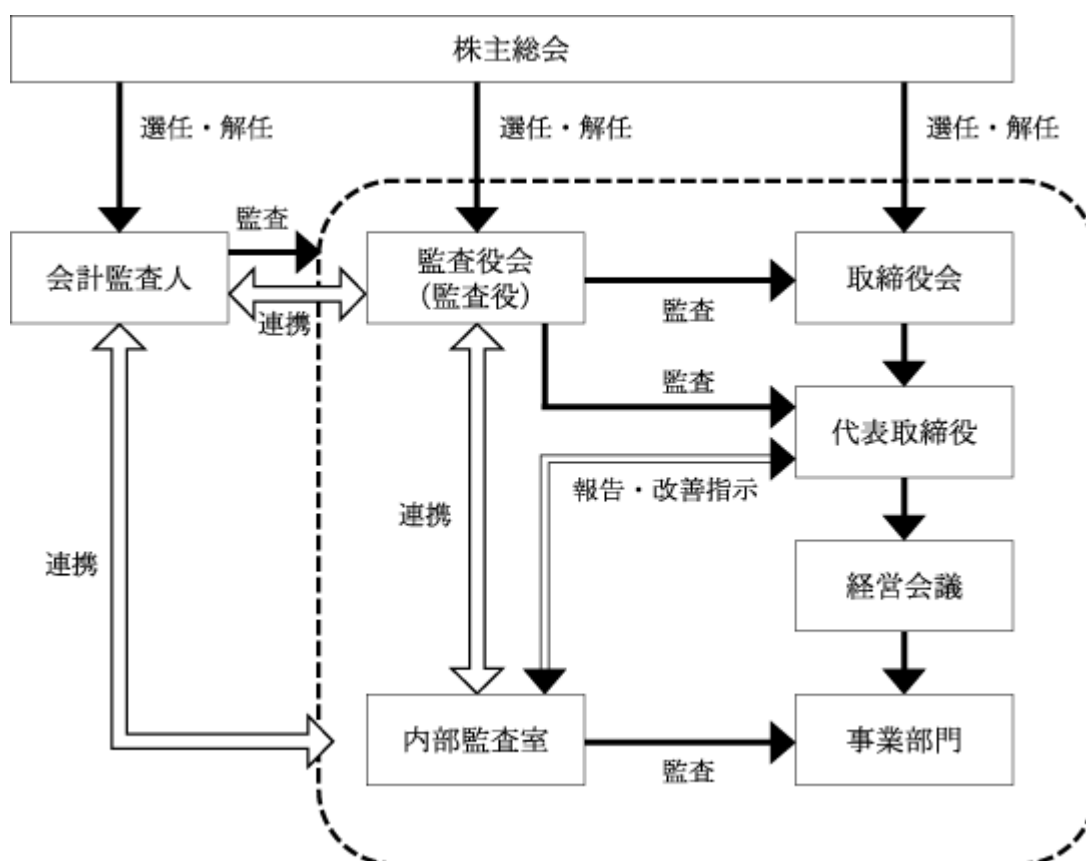 株主総会
選任・解任
選任・解任
選任・解任
監査
会計監査人
監査役会
（監査役）
取締役会
連携
監査
監査
代表取締役
報告・改善指示
連携
連携
経営会議
内部監査室
事業部門
監査